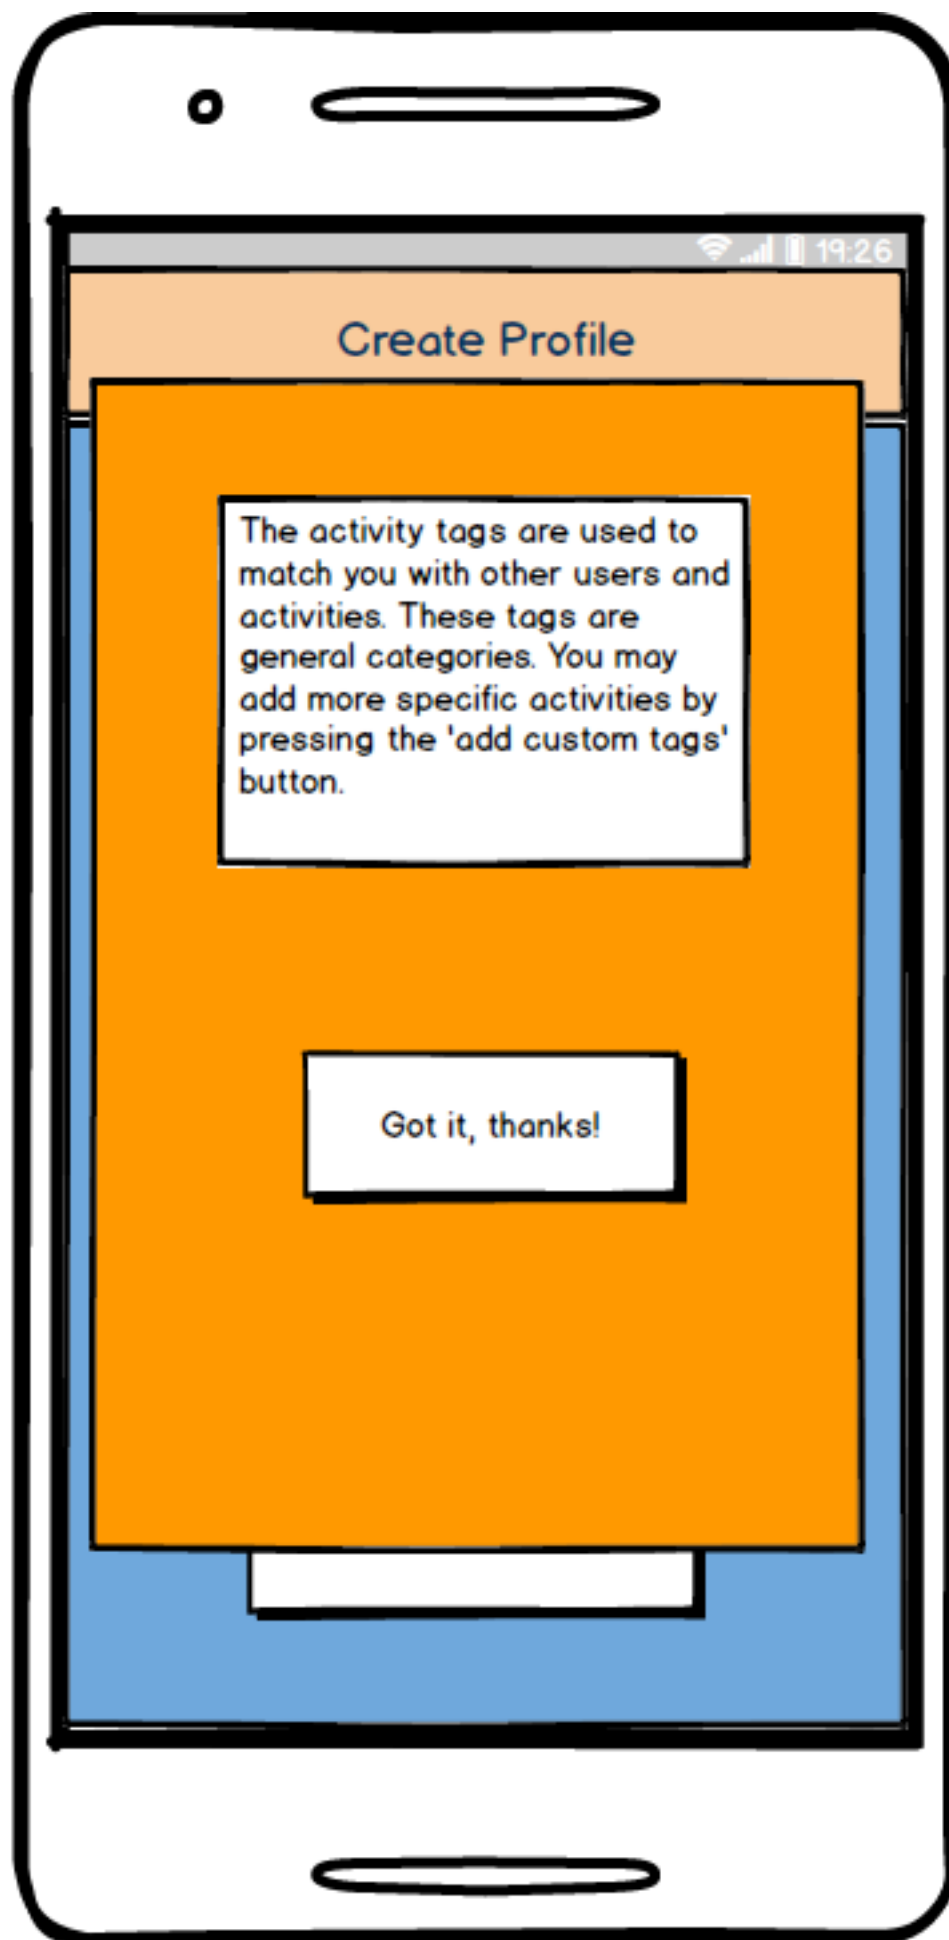 19:26
Create Profile
The activity tags are used to
match you with other users and
activities. These tags are
general categories. You may
add more specific activities by
pressing the 'add custom tags'
button.
Got it, thanks!